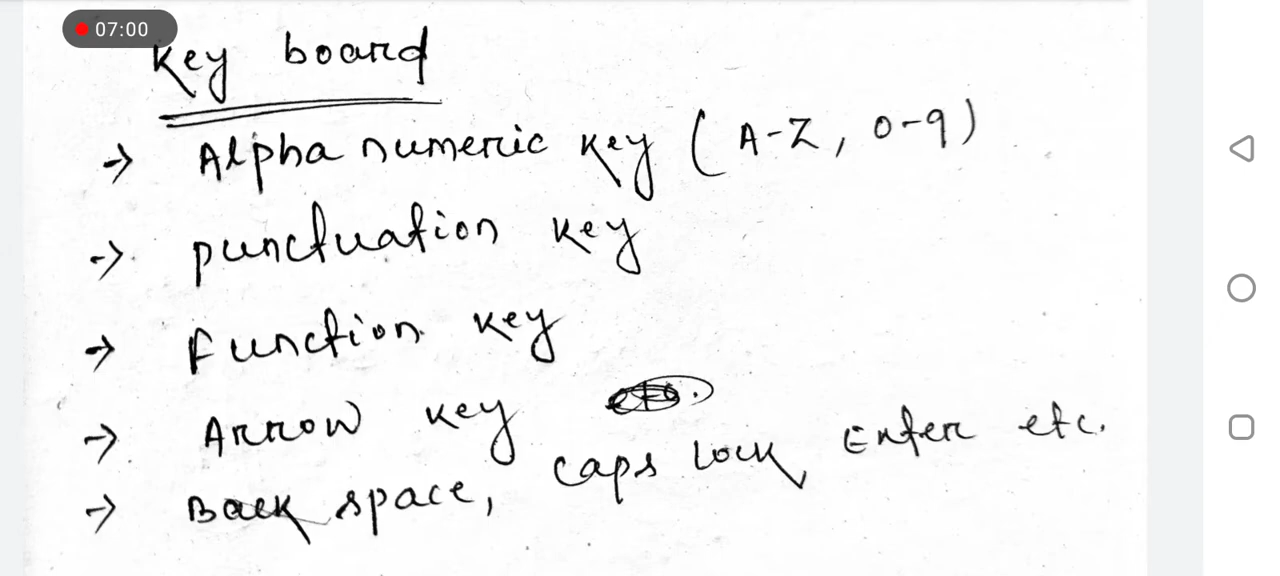 07:00
Key board
→ Alpha numeric key (A-Z, 0-9)
→ punctuation key
→ Function key
→ Arrow key
→ Back space, caps lock, Enter etc.